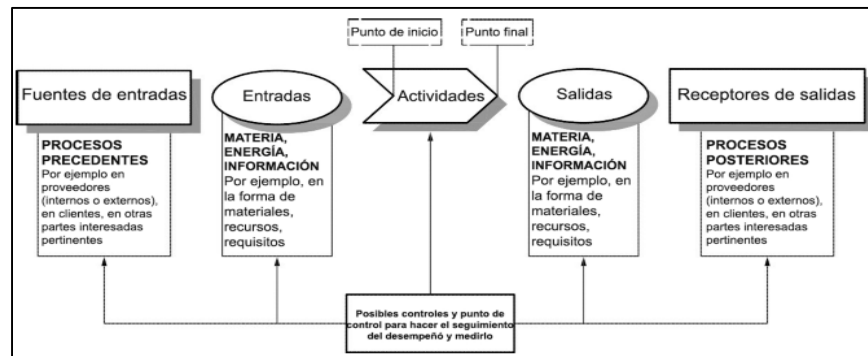 Punto de inicio
Punto final
Fuentes de entradas
Entradas
Actividades
Salidas
Receptores de salidas
PROCESOS
PRECEDENTES
Por ejemplo en
proveedores
(internos o externos),
en clientes, en otras
partes interesadas
pertinentes
MATERIA,
ENERGÍA,
INFORMACIÓN
Por ejemplo, en
la forma de
materiales,
recursos,
requisitos
MATERIA,
ENERGÍA,
INFORMACIÓN
Por ejemplo, en
la forma de
materiales,
recursos,
requisitos
PROCESOS
POSTERIORES
Por ejemplo en
proveedores
(internos o externos),
en clientes, en otras
partes interesadas
pertinentes
Posibles controles y punto de
control para hacer el seguimiento
del desempeñó y medirlo